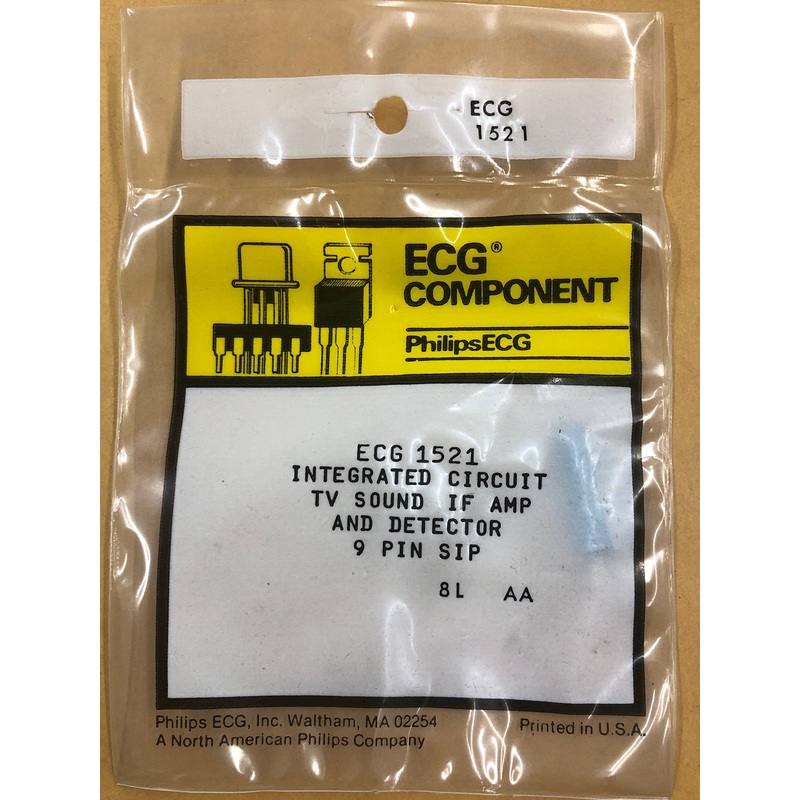 ECG
1521
ECG®
COMPONENT
PhilipsECG
ECG 1521
INTEGRATED CIRCUIT
TV SOUND IF AMP
AND DETECTOR
9 PIN SIP
8L AA
Philips ECG, Inc. Waltham, MA 02254
A North American Philips Company
Printed in U.S.A.